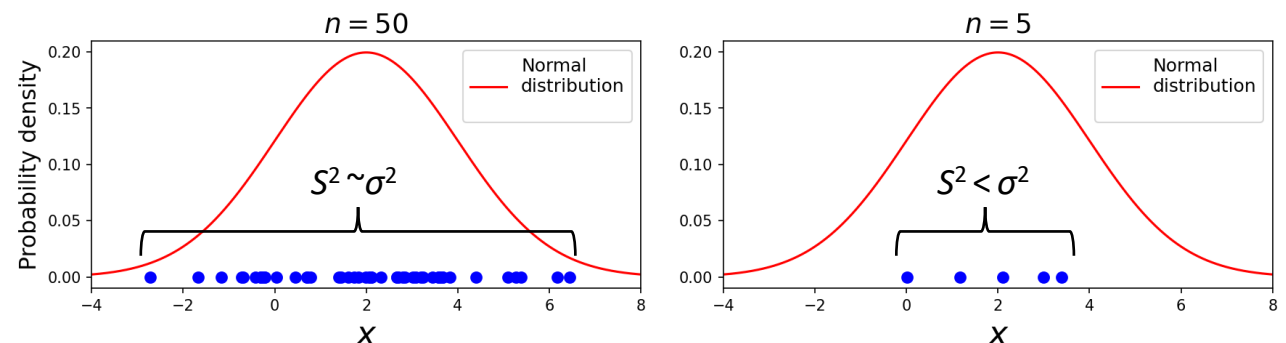 n = 50
n = 5
Probability density
0.20
0.15
0.10
0.05
0.00
Normal
distribution
S² ~ σ²
−4 −2 0 2 4 6 8
x
0.20
0.15
0.10
0.05
0.00
Normal
distribution
S² < σ²
−4 −2 0 2 4 6 8
x